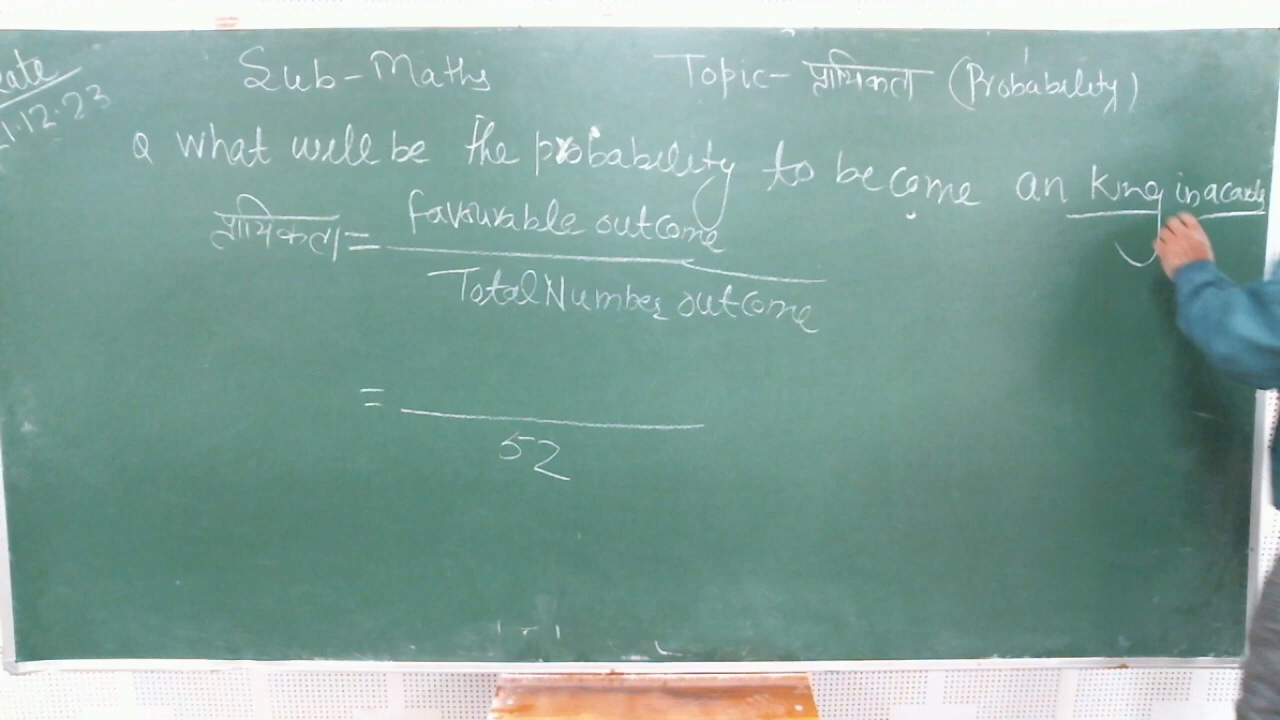 Sub-Maths
Topic- प्रायिकता (Probability)
1.12.23
Q What will be the probability to become an King in a cards
प्रायिकता = favourable outcome
Total Number outcome
=
52